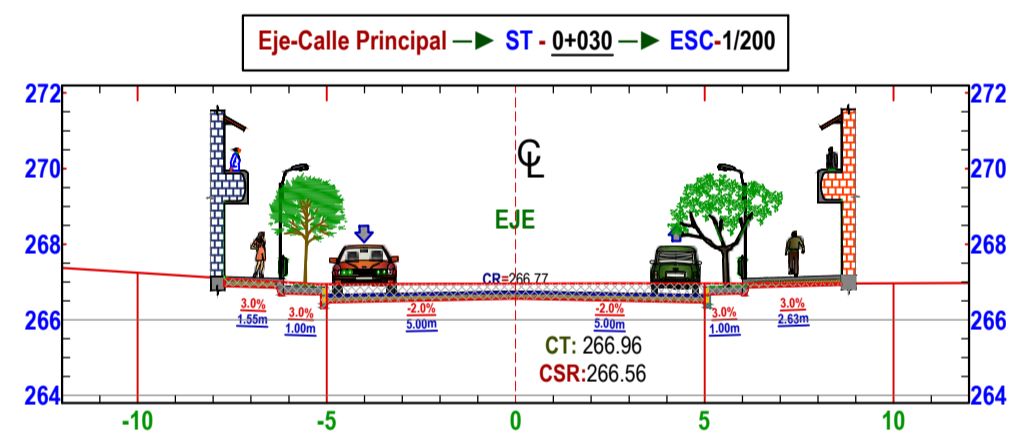 Eje-Calle Principal → ST - 0+030 → ESC-1/200
272 272
270 270
CL
268 EJE 268
CR=266.77
3.0% 3.0% -2.0% -2.0% 3.0% 3.0%
1.55m 1.00m 5.00m 5.00m 1.00m 2.63m
266 266
CT: 266.96
CSR:266.56
264 264
-10 -5 0 5 10